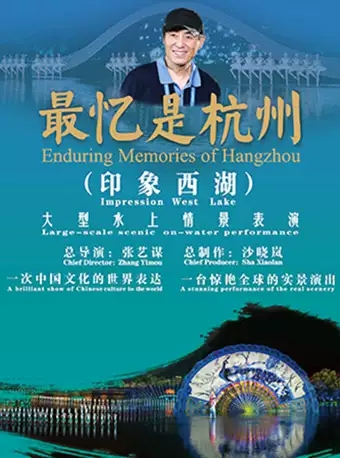 最忆是杭州
Enduring Memories of Hangzhou
（印象西湖）
Impression West Lake
大型水上情景表演
Large-scale scenic on-water performance
总导演：张艺谋 总制作：沙晓岚
Chief Director: Zhang Yimou Chief Producer: Sha Xiaolan
一次中国文化的世界表达 一台惊艳全球的实景演出
A brilliant show of Chinese culture to the world A stunning performance of the real scenery